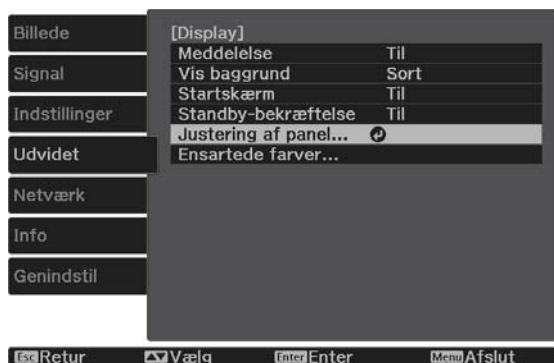 Billede
Signal
Indstillinger
Udvidet
Netværk
Info
Genindstil
[Display]
Meddelelse Til
Vis baggrund Sort
Startskærm Til
Standby-bekræftelse Til
Justering af panel...
Ensartede farver...
Esc Retur Vælg Enter Enter Menu Afslut